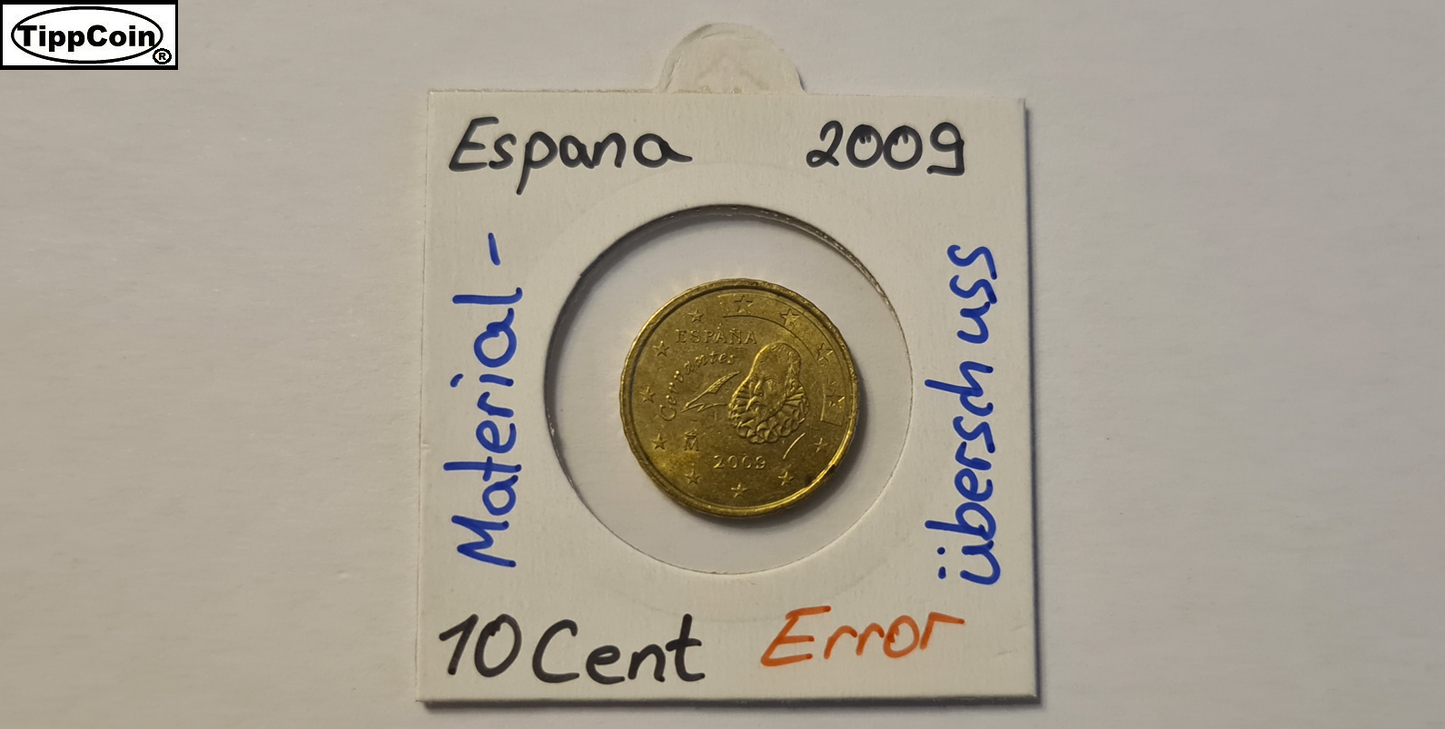 TippCoin®
Espana 2009
Material -
überschuss
ESPAÑA
Cervantes
M
2009
10 Cent Error